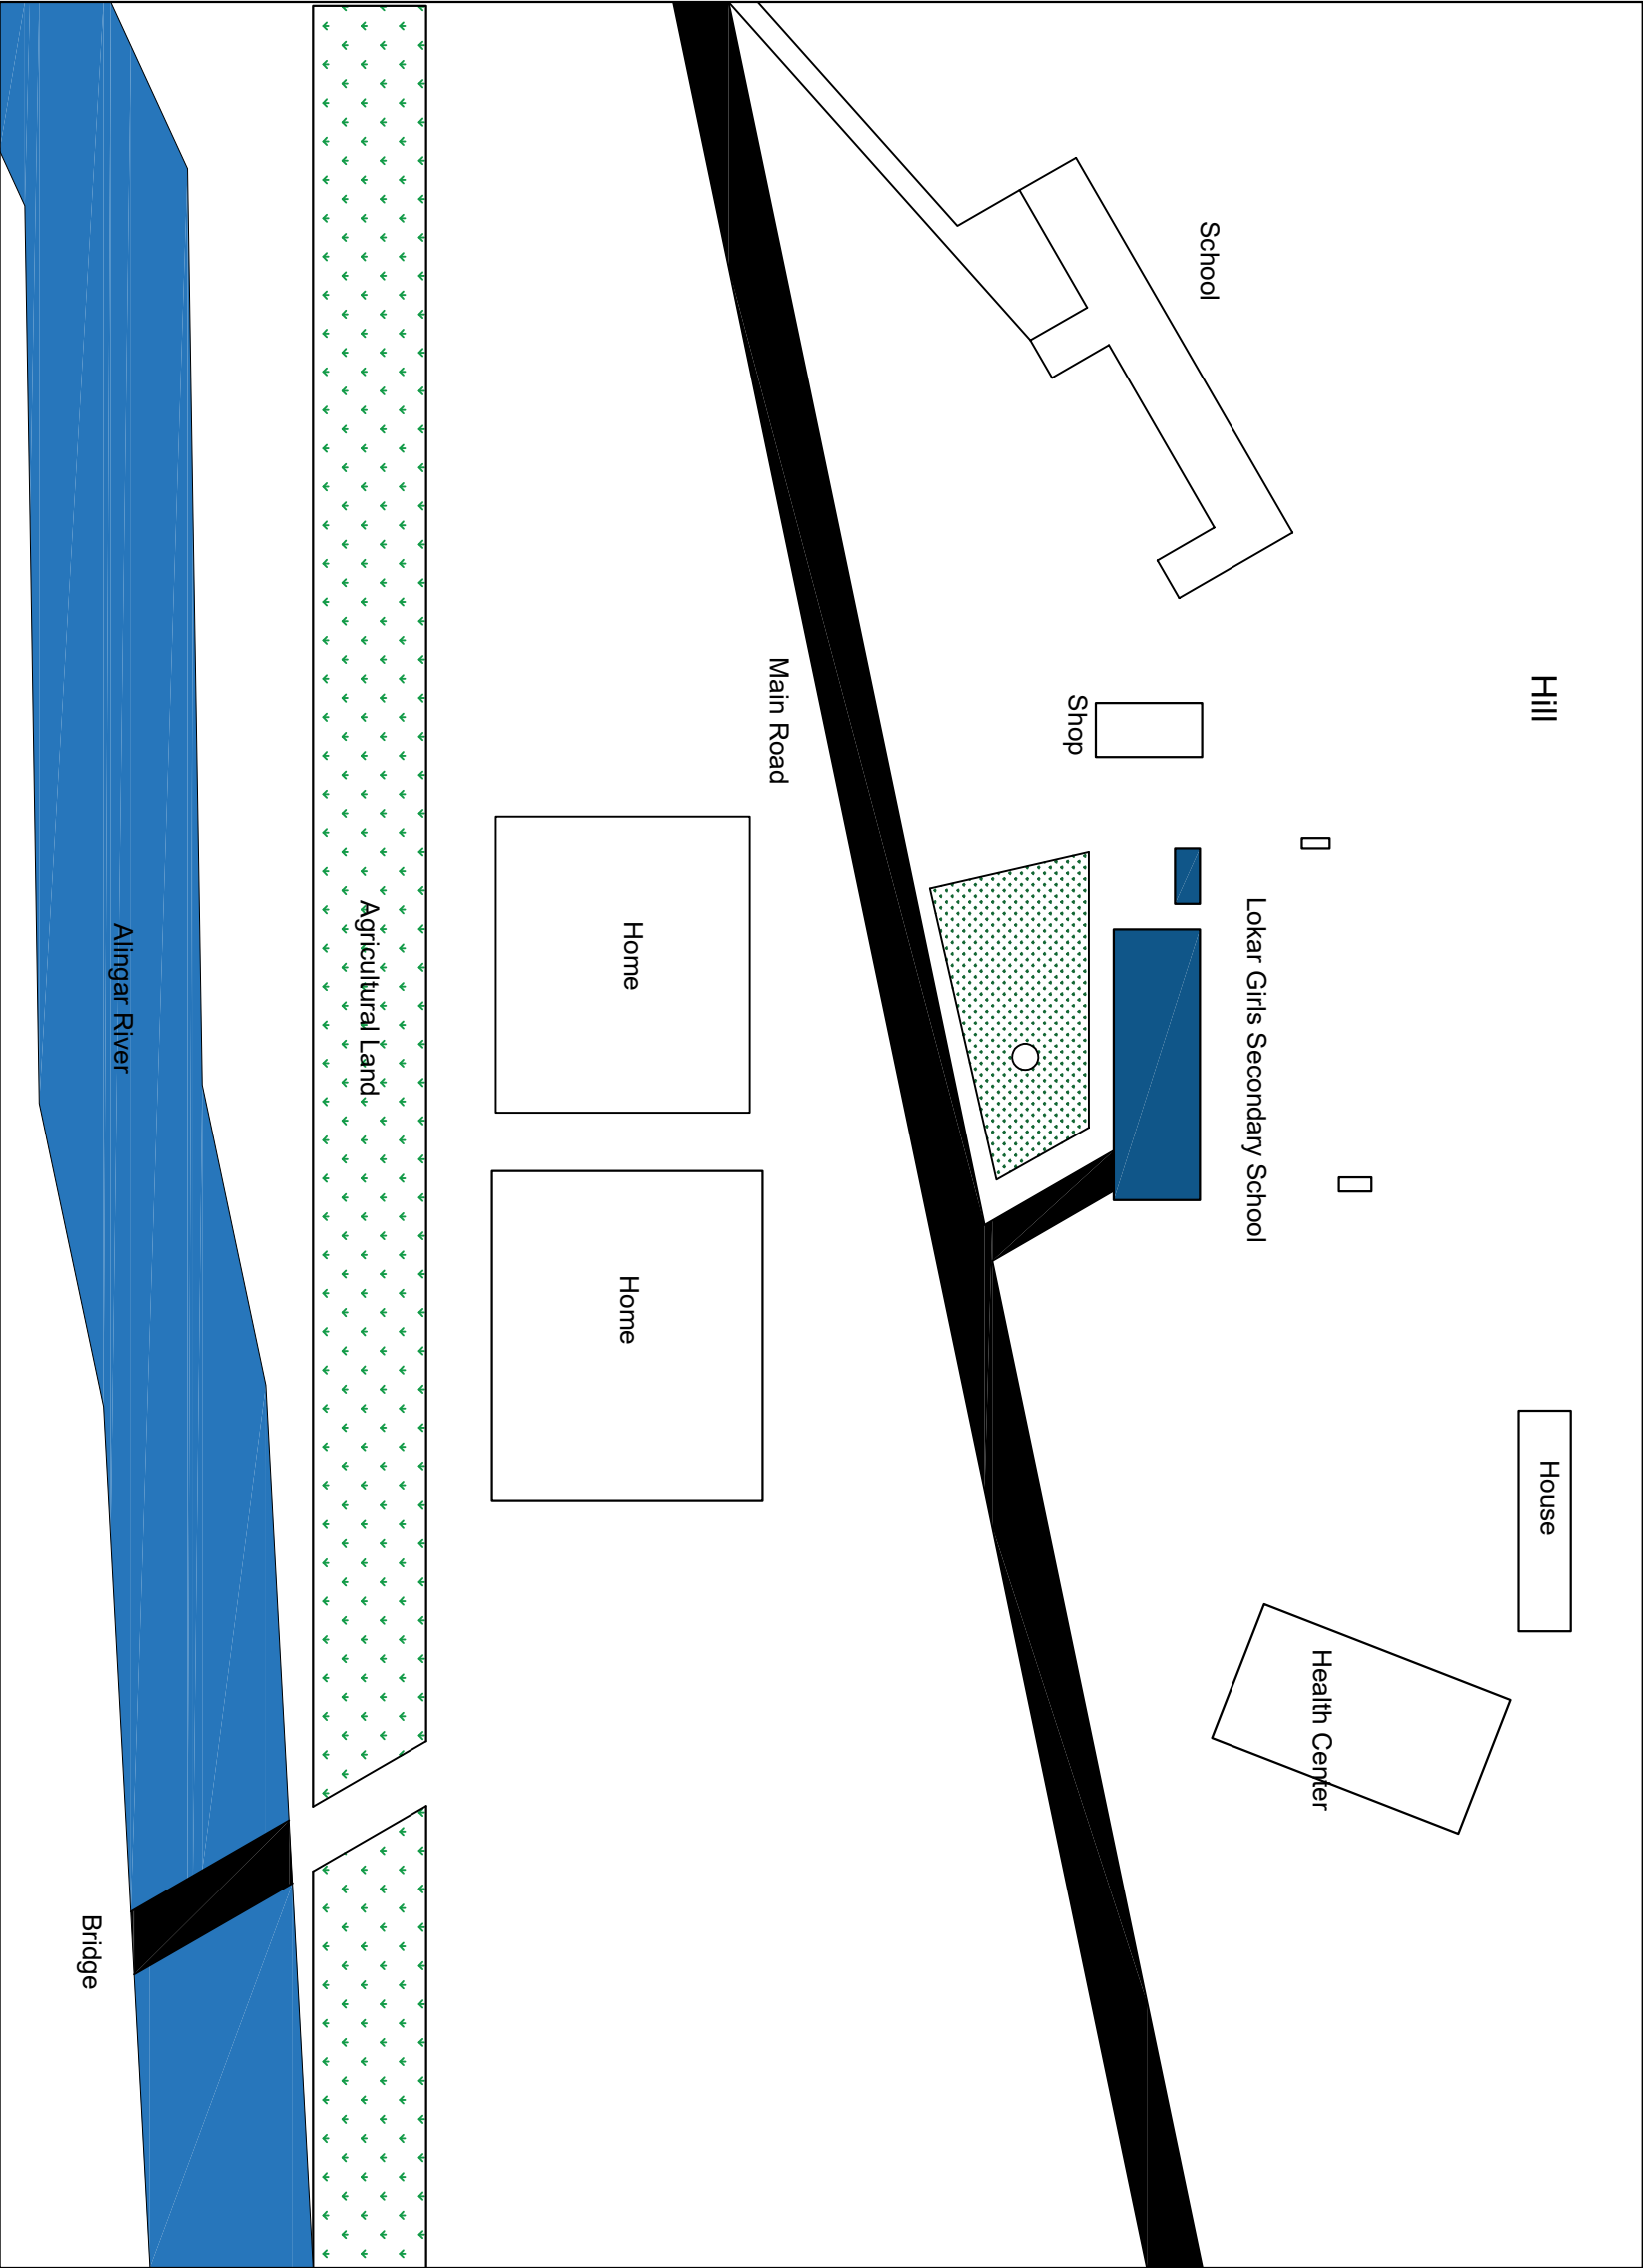 Hill
House
School
Lokar Girls Secondary School
Health Center
Shop
Main Road
Home
Home
Agricultural Land
Alingar River
Bridge